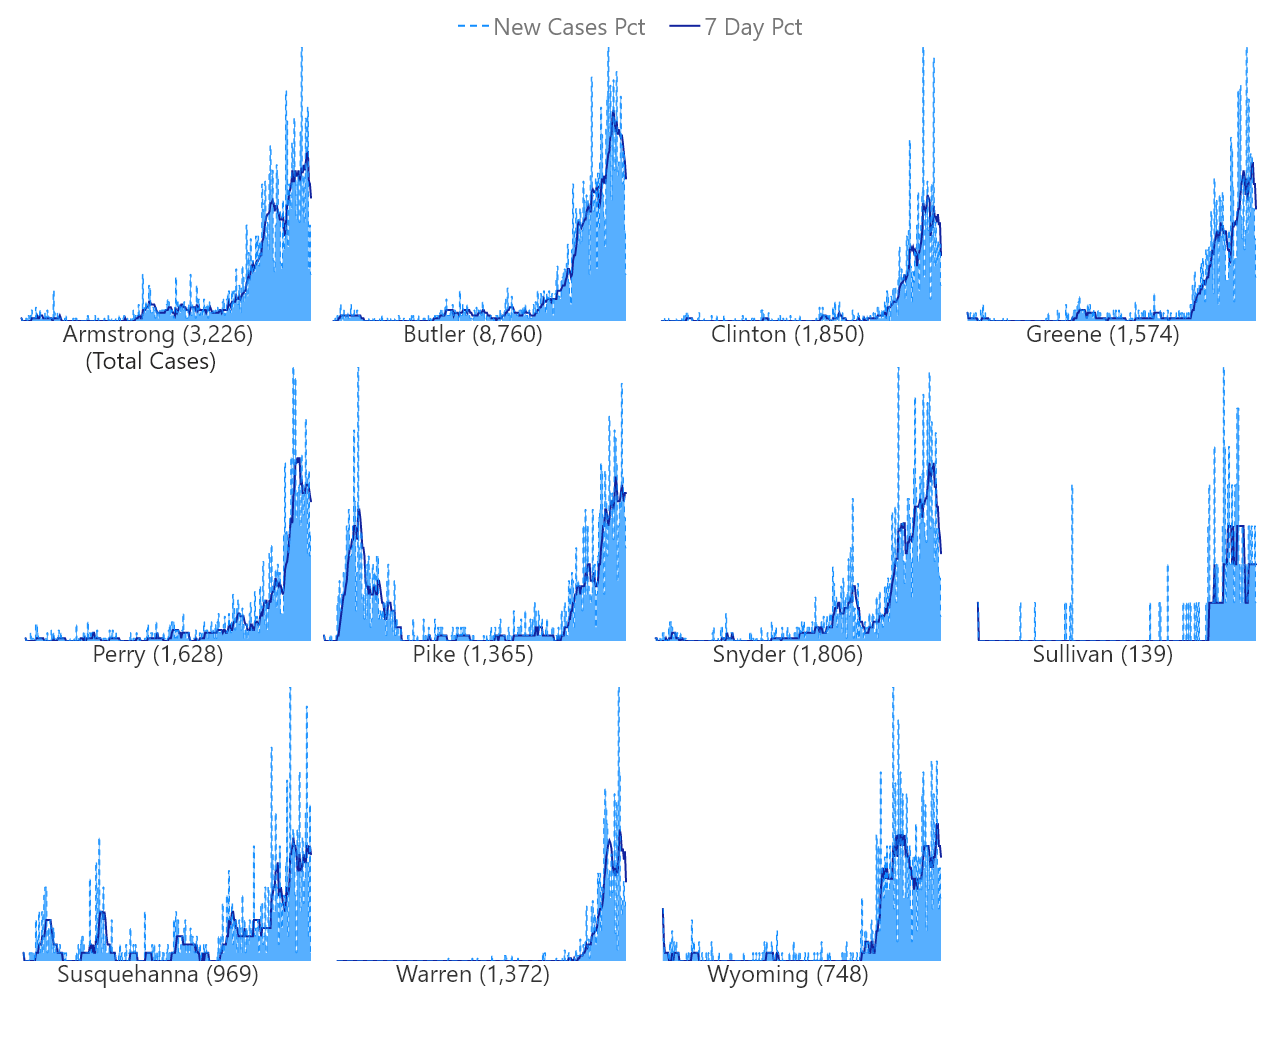 New Cases Pct 7 Day Pct
Armstrong (3,226) Butler (8,760) Clinton (1,850) Greene (1,574)
(Total Cases)
Perry (1,628) Pike (1,365) Snyder (1,806) Sullivan (139)
Susquehanna (969) Warren (1,372) Wyoming (748)